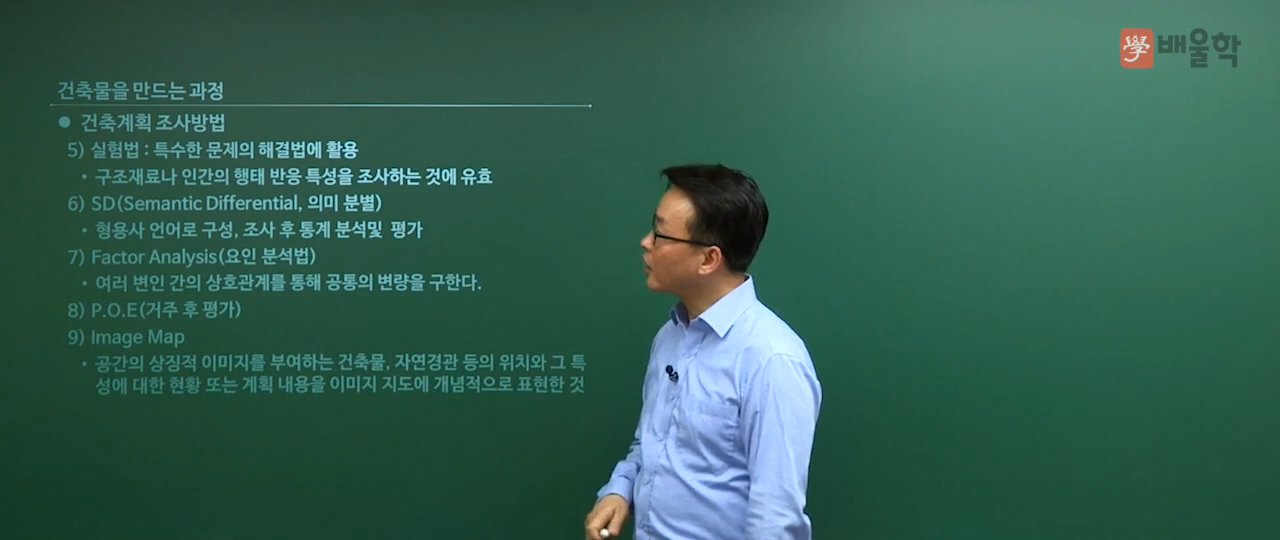 學 배울학
건축물을 만드는 과정
● 건축계획 조사방법
5) 실험법 : 특수한 문제의 해결법에 활용
• 구조재료나 인간의 행태 반응 특성을 조사하는 것에 유효
6) SD(Semantic Differential, 의미 분별)
• 형용사 언어로 구성, 조사 후 통계 분석및 평가
7) Factor Analysis(요인 분석법)
• 여러 변인 간의 상호관계를 통해 공통의 변량을 구한다.
8) P.O.E(거주 후 평가)
9) Image Map
• 공간의 상징적 이미지를 부여하는 건축물, 자연경관 등의 위치와 그 특
성에 대한 현황 또는 계획 내용을 이미지 지도에 개념적으로 표현한 것